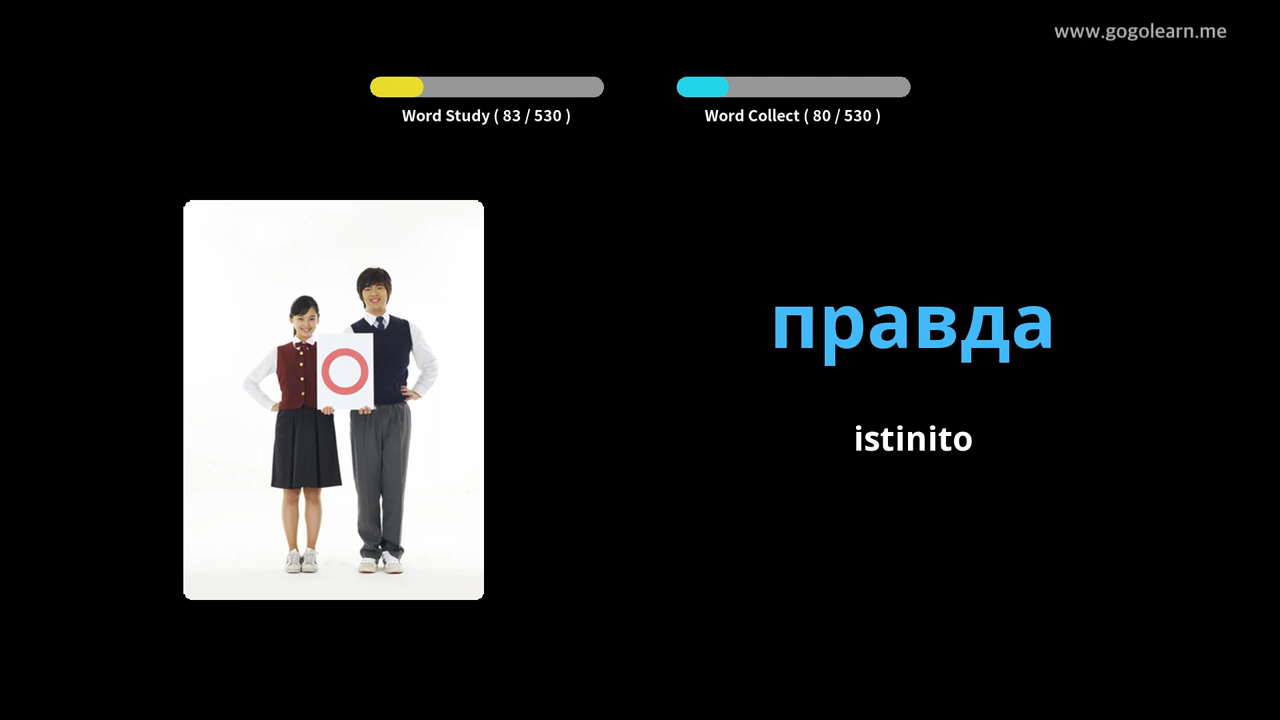 www.gogolearn.me
Word Study ( 83 / 530 )
Word Collect ( 80 / 530 )
правда
istinito